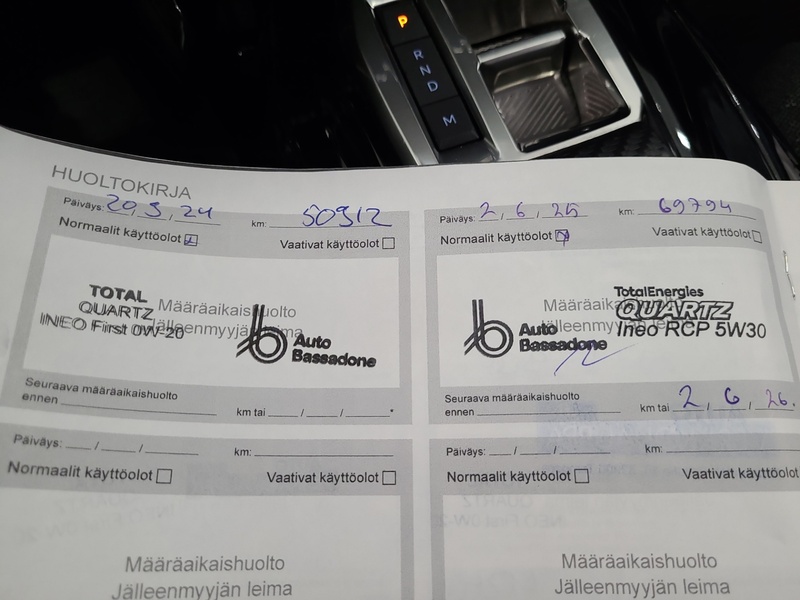 P
R
N
D
M
HUOLTOKIRJA
Päiväys: 20, 9, 24 km: 50912
Normaalit käyttöolot Vaativat käyttöolot
TOTAL
QUARTZ
INEO First 0W-20
Määräaikaishuolto
Jälleenmyyjän leima
Auto
Bassadone
Seuraava määräaikaishuolto
ennen km tai / / *
Päiväys: 2, 6, 25 km: 69794
Normaalit käyttöolot Vaativat käyttöolot
Määräaikaishuolto
Jälleenmyyjän leima
Auto
Bassadone
TotalEnergies
QUARTZ
Ineo RCP 5W30
Seuraava määräaikaishuolto
ennen km tai 2 / 6 / 26.
Päiväys: / / km:
Normaalit käyttöolot Vaativat käyttöolot
Määräaikaishuolto
Jälleenmyyjän leima
Päiväys: / / km:
Normaalit käyttöolot Vaativat käyttöolot
Määräaikaishuolto
Jälleenmyyjän leima